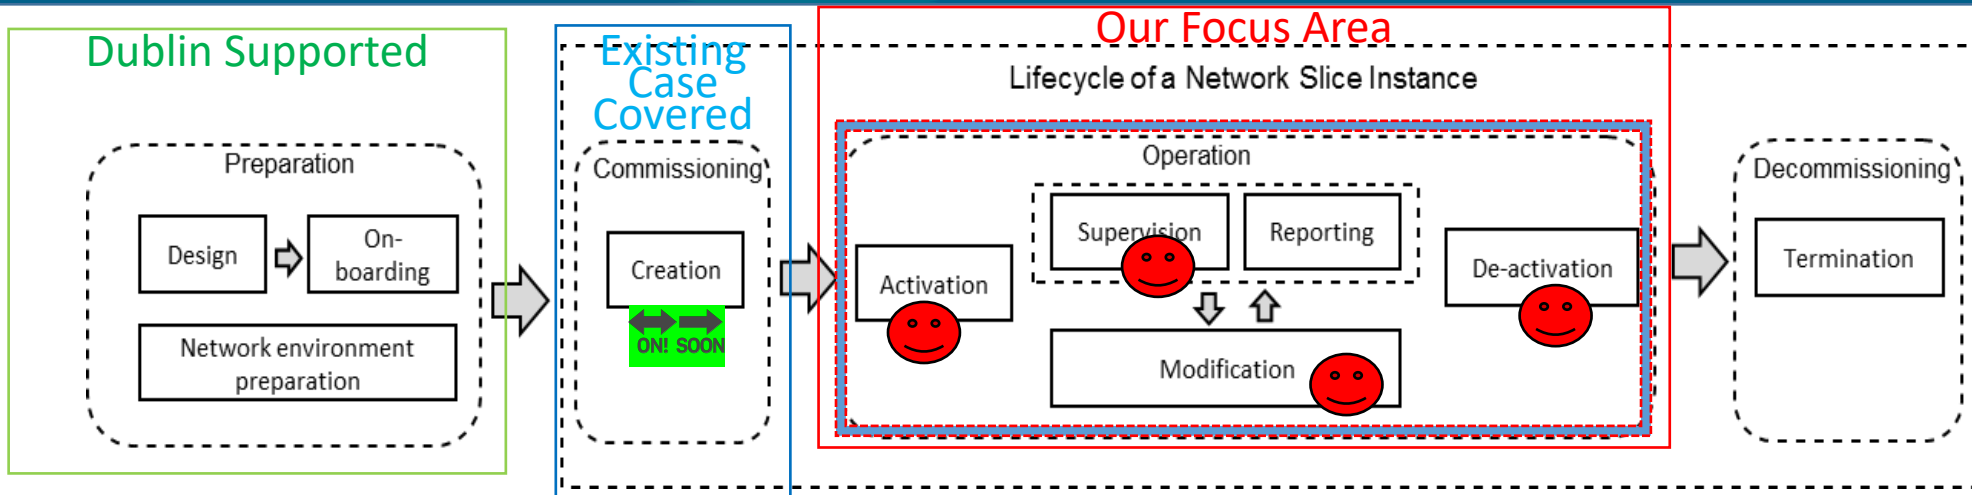 Dublin Supported
Existing
Case
Covered
Our Focus Area
Lifecycle of a Network Slice Instance
Preparation
Design
On-
boarding
Network environment
preparation
Commissioning
Creation
ON! SOON
Operation
Activation
Supervision
Reporting
Modification
De-activation
Decommissioning
Termination